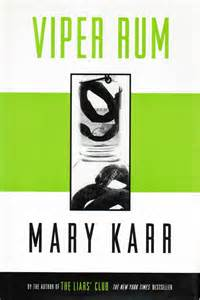 VIPER RUM
MARY KARR
BY THE AUTHOR OF THE LIARS' CLUB THE NEW YORK TIMES BESTSELLER